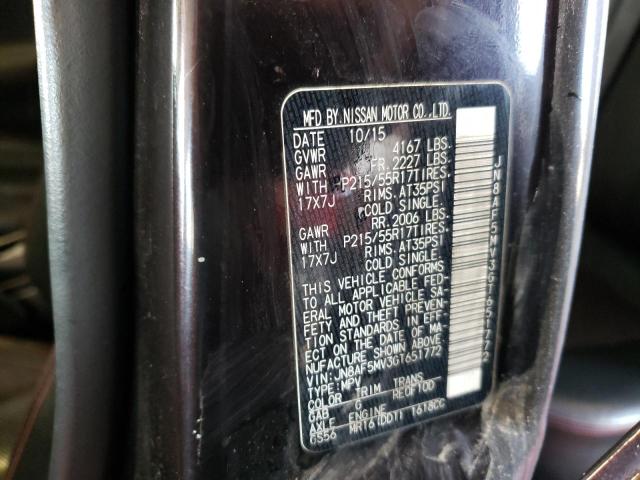 MFD BY NISSAN MOTOR CO.,LTD.
DATE 10/15
GVWR 4167 LBS.
GAWR FR. 2227 LBS.
WITH P215/55R17TIRES.
17X7J RIMS. AT35PSI
COLD SINGLE.
GAWR RR. 2006 LBS.
WITH P215/55R17TIRES.
17X7J RIMS. AT35PSI
COLD SINGLE.
THIS VEHICLE CONFORMS
TO ALL APPLICABLE FED-
ERAL MOTOR VEHICLE SA-
FETY AND THEFT PREVEN-
TION STANDARDS IN EFF-
ECT ON THE DATE OF MA-
NUFACTURE SHOWN ABOVE.
VIN:JN8AF5MV3GT651772
TYPE:MPV
COLOR TRIM TRANS
GAB G RE0F10D
AXLE ENGINE
GS56 MR16(DDT) 1618CC
JN8AF5MV3GT651772